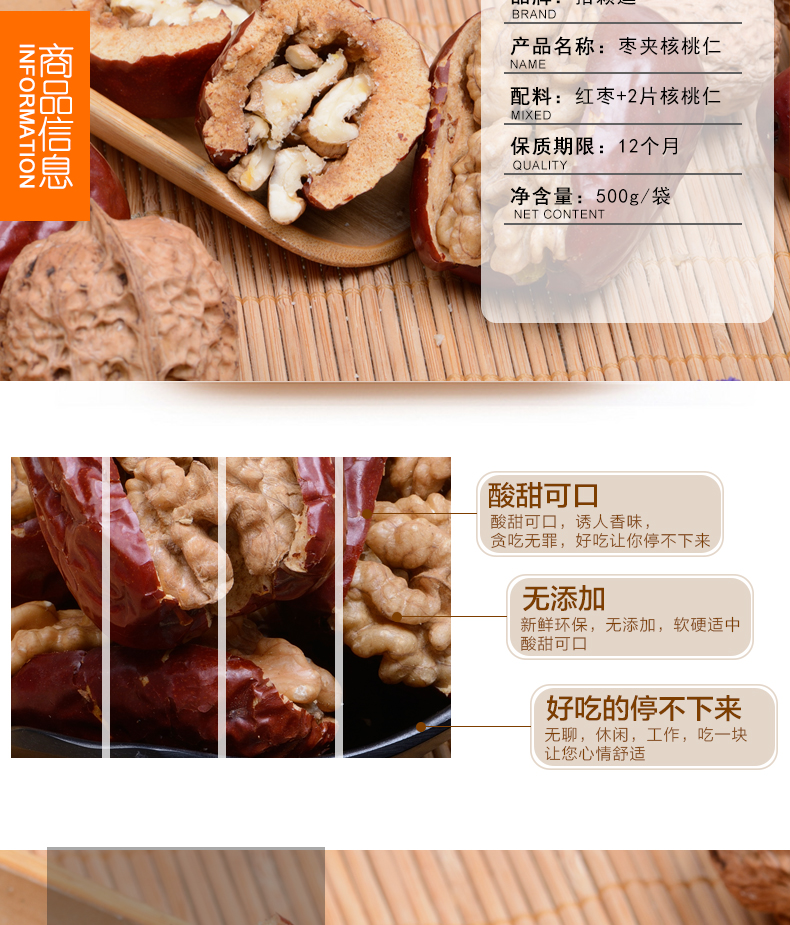 商品信息
INFORMATION
BRAND
产品名称：枣夹核桃仁
NAME
配料：红枣+2片核桃仁
MIXED
保质期限：12个月
QUALITY
净含量：500g/袋
NET CONTENT
酸甜可口
酸甜可口，诱人香味，
贪吃无罪，好吃让你停不下来
无添加
新鲜环保，无添加，软硬适中
酸甜可口
好吃的停不下来
无聊，休闲，工作，吃一块
让您心情舒适